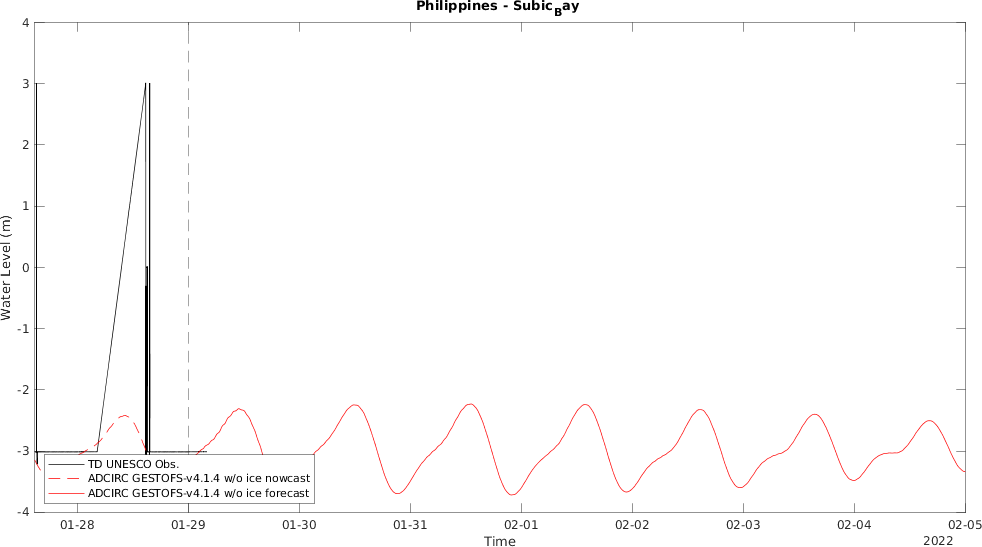 Philippines - Subic_Bay
4
3
2
1
0
-1
-2
-3
-4
Water Level (m)
TD UNESCO Obs.
ADCIRC GESTOFS-v4.1.4 w/o ice nowcast
ADCIRC GESTOFS-v4.1.4 w/o ice forecast
01-28 01-29 01-30 01-31 02-01 02-02 02-03 02-04 02-05
Time
2022